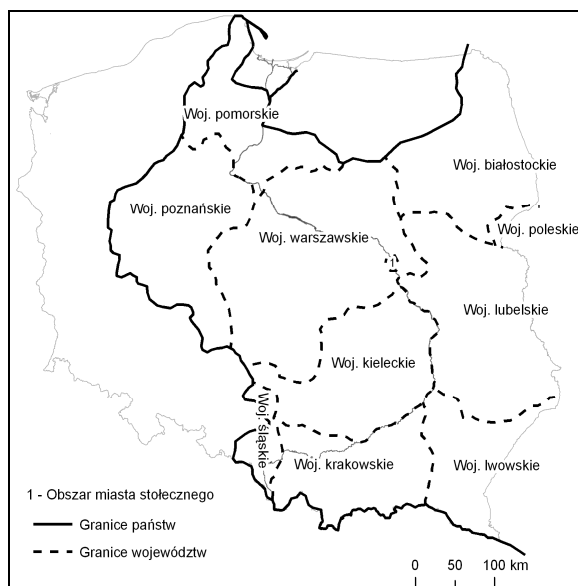 Woj. pomorskie
Woj. białostockie
Woj. poznańskie
Woj. poleskie
Woj. warszawskie
1
Woj. lubelskie
Woj. kieleckie
Woj. śląskie
Woj. krakowskie
Woj. lwowskie
1 - Obszar miasta stołecznego
Granice państw
Granice województw
0 50 100 km